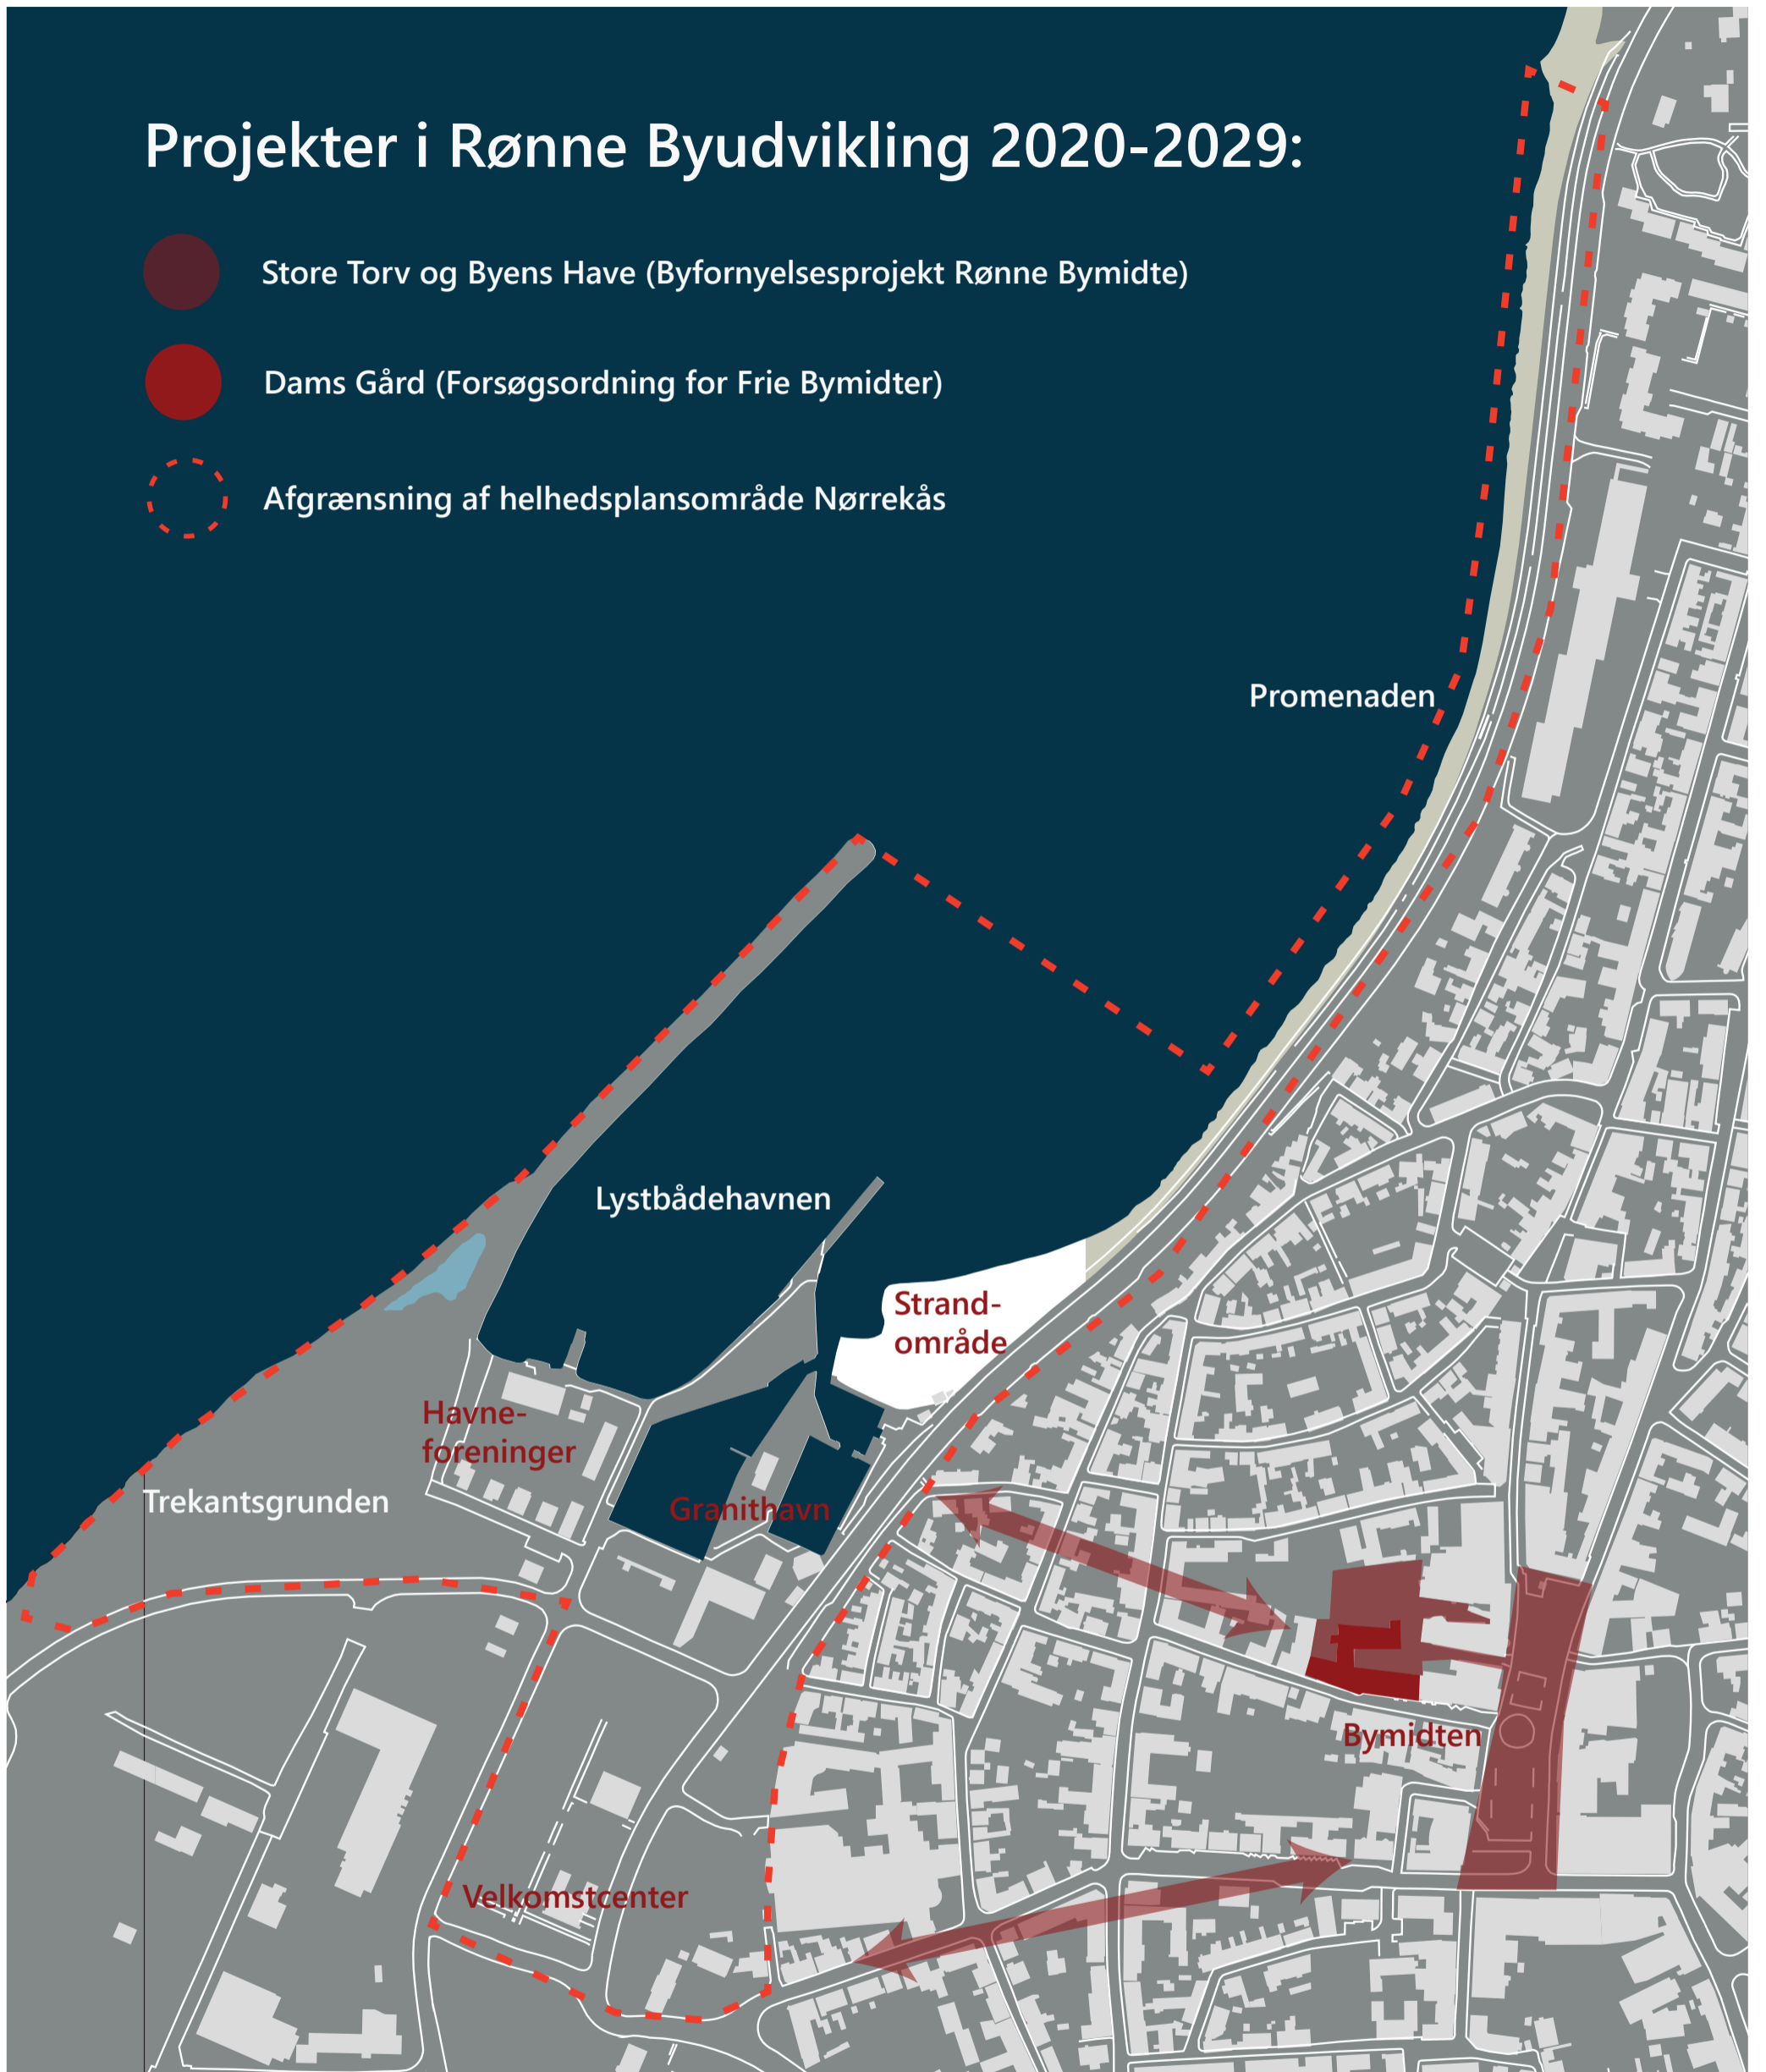 Projekter i Rønne Byudvikling 2020-2029:
Store Torv og Byens Have (Byfornyelsesprojekt Rønne Bymidte)
Dams Gård (Forsøgsordning for Frie Bymidter)
Afgrænsning af helhedsplansområde Nørrekås
Promenaden
Lystbådehavnen
Strand-
område
Havne-
foreninger
Trekantsgrunden
Granithavn
Bymidten
Velkomstcenter